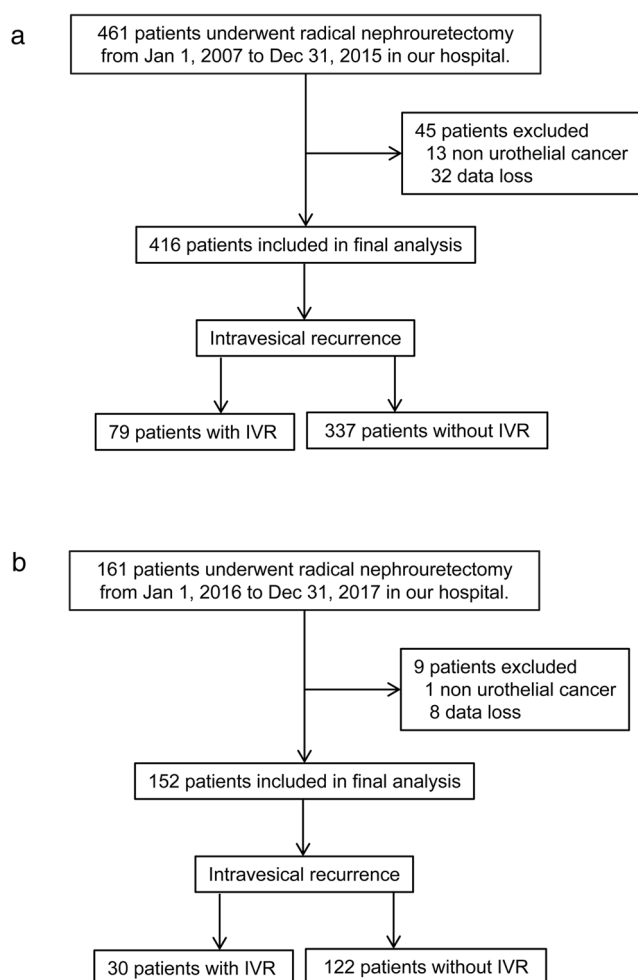 a
461 patients underwent radical nephrouretectomy
from Jan 1, 2007 to Dec 31, 2015 in our hospital.
45 patients excluded
13 non urothelial cancer
32 data loss
416 patients included in final analysis
Intravesical recurrence
79 patients with IVR
337 patients without IVR
b
161 patients underwent radical nephrouretectomy
from Jan 1, 2016 to Dec 31, 2017 in our hospital.
9 patients excluded
1 non urothelial cancer
8 data loss
152 patients included in final analysis
Intravesical recurrence
30 patients with IVR
122 patients without IVR